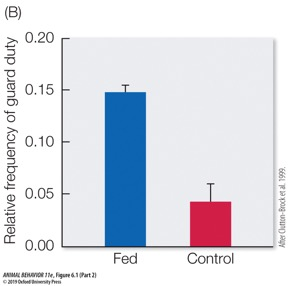 (B)
Relative frequency of guard duty
0.20
0.15
0.10
0.05
0.00
Fed
Control
After Clutton-Brock et al. 1999.
ANIMAL BEHAVIOR 11e, Figure 6.1 (Part 2)
© 2019 Oxford University Press